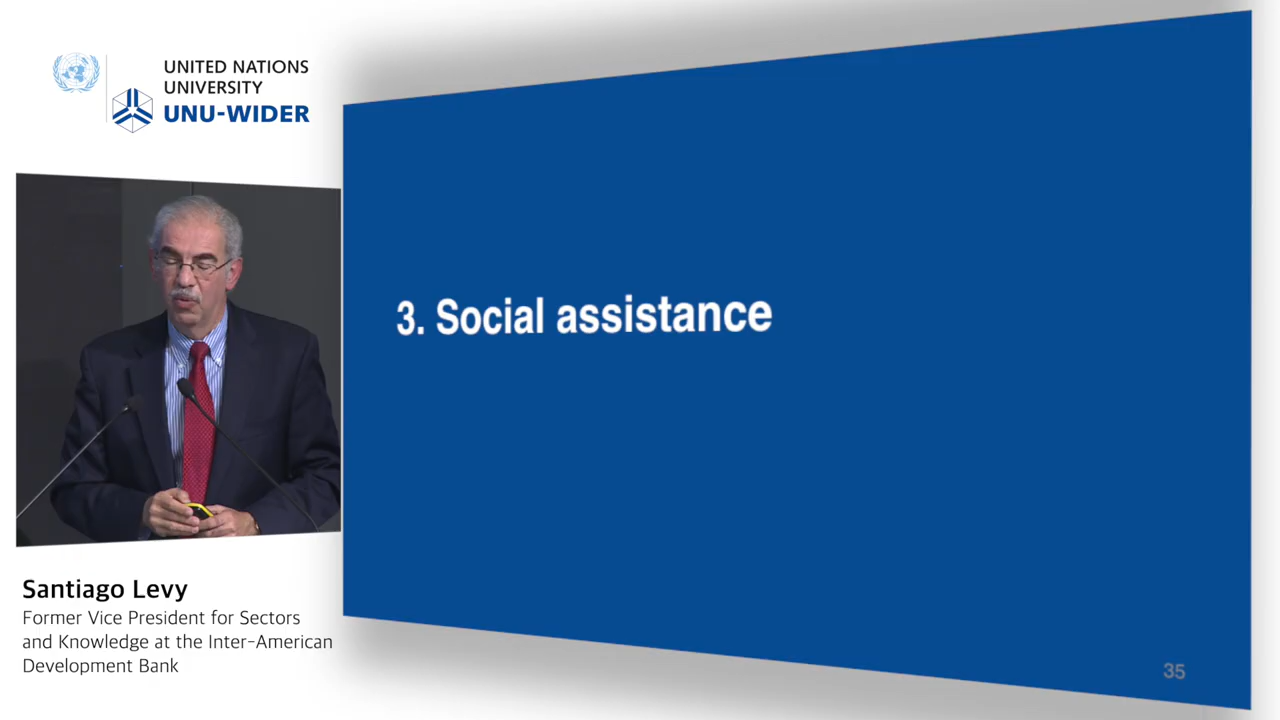 UNITED NATIONS
UNIVERSITY
UNU-WIDER
3. Social assistance
Santiago Levy
Former Vice President for Sectors
and Knowledge at the Inter-American
Development Bank
35